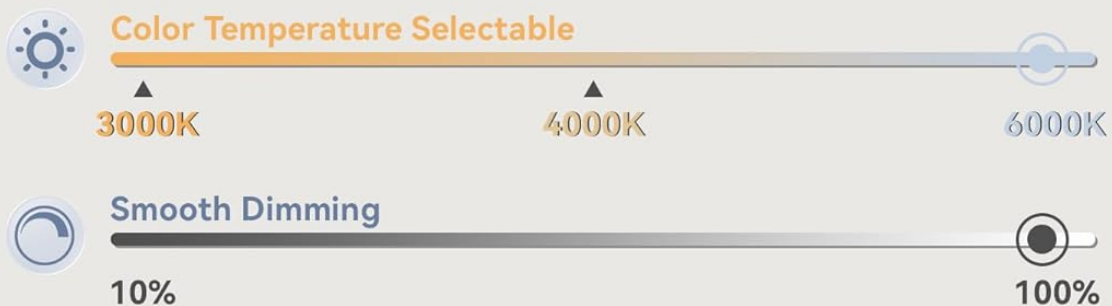 Color Temperature Selectable
3000K 4000K 6000K
Smooth Dimming
10% 100%